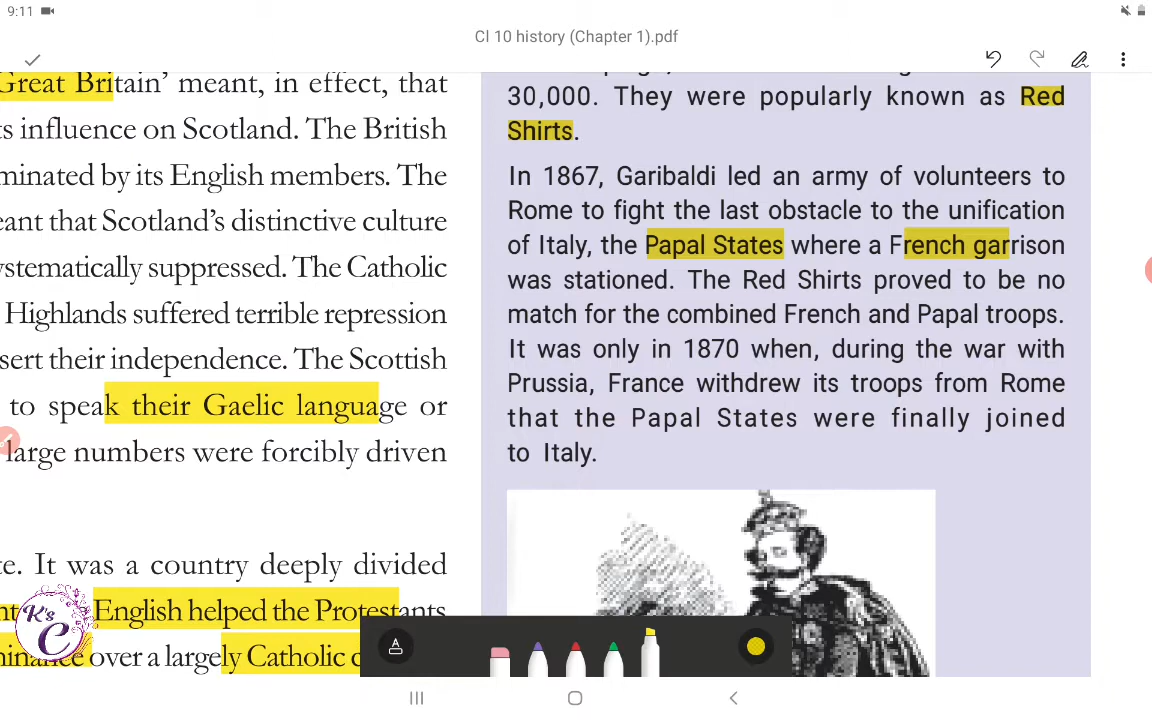 9:11
Cl 10 history (Chapter 1).pdf
Great Britain’ meant, in effect, that
ts influence on Scotland. The British
minated by its English members. The
eant that Scotland’s distinctive culture
ystematically suppressed. The Catholic
Highlands suffered terrible repression
ssert their independence. The Scottish
to speak their Gaelic language or
large numbers were forcibly driven
te. It was a country deeply divided
English helped the Protestants
minance over a largely Catholic c
30,000. They were popularly known as Red
Shirts.
In 1867, Garibaldi led an army of volunteers to
Rome to fight the last obstacle to the unification
of Italy, the Papal States where a French garrison
was stationed. The Red Shirts proved to be no
match for the combined French and Papal troops.
It was only in 1870 when, during the war with
Prussia, France withdrew its troops from Rome
that the Papal States were finally joined
to Italy.
K's
C